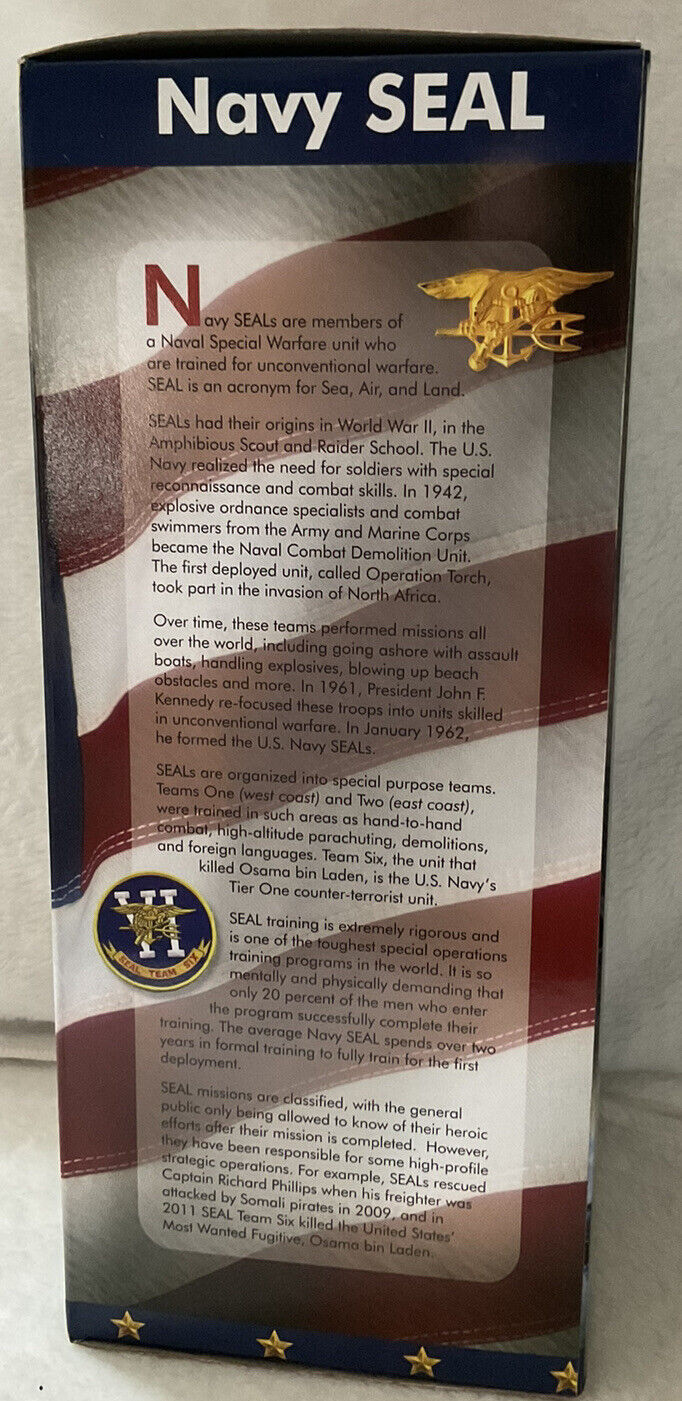 Navy SEAL
Navy SEALs are members of
a Naval Special Warfare unit who
are trained for unconventional warfare.
SEAL is an acronym for Sea, Air, and Land.
SEALs had their origins in World War II, in the
Amphibious Scout and Raider School. The U.S.
Navy realized the need for soldiers with special
reconnaissance and combat skills. In 1942,
explosive ordnance specialists and combat
swimmers from the Army and Marine Corps
became the Naval Combat Demolition Unit.
The first deployed unit, called Operation Torch,
took part in the invasion of North Africa.
Over time, these teams performed missions all
over the world, including going ashore with assault
boats, handling explosives, blowing up beach
obstacles and more. In 1961, President John F.
Kennedy re-focused these troops into units skilled
in unconventional warfare. In January 1962,
he formed the U.S. Navy SEALs.
SEALs are organized into special purpose teams.
Teams One (west coast) and Two (east coast),
were trained in such areas as hand-to-hand
combat, high-altitude parachuting, demolitions,
and foreign languages. Team Six, the unit that
killed Osama bin Laden, is the U.S. Navy's
Tier One counter-terrorist unit.
VI
SEAL TEAM SIX
SEAL training is extremely rigorous and
is one of the toughest special operations
training programs in the world. It is so
mentally and physically demanding that
only 20 percent of the men who enter
the program successfully complete their
training. The average Navy SEAL spends over two
years in formal training to fully train for the first
deployment.
SEAL missions are classified, with the general
public only being allowed to know of their heroic
efforts after their mission is completed. However,
they have been responsible for some high-profile
strategic operations. For example, SEALs rescued
Captain Richard Phillips when his freighter was
attacked by Somali pirates in 2009, and in
2011 SEAL Team Six killed the United States'
Most Wanted Fugitive, Osama bin Laden.